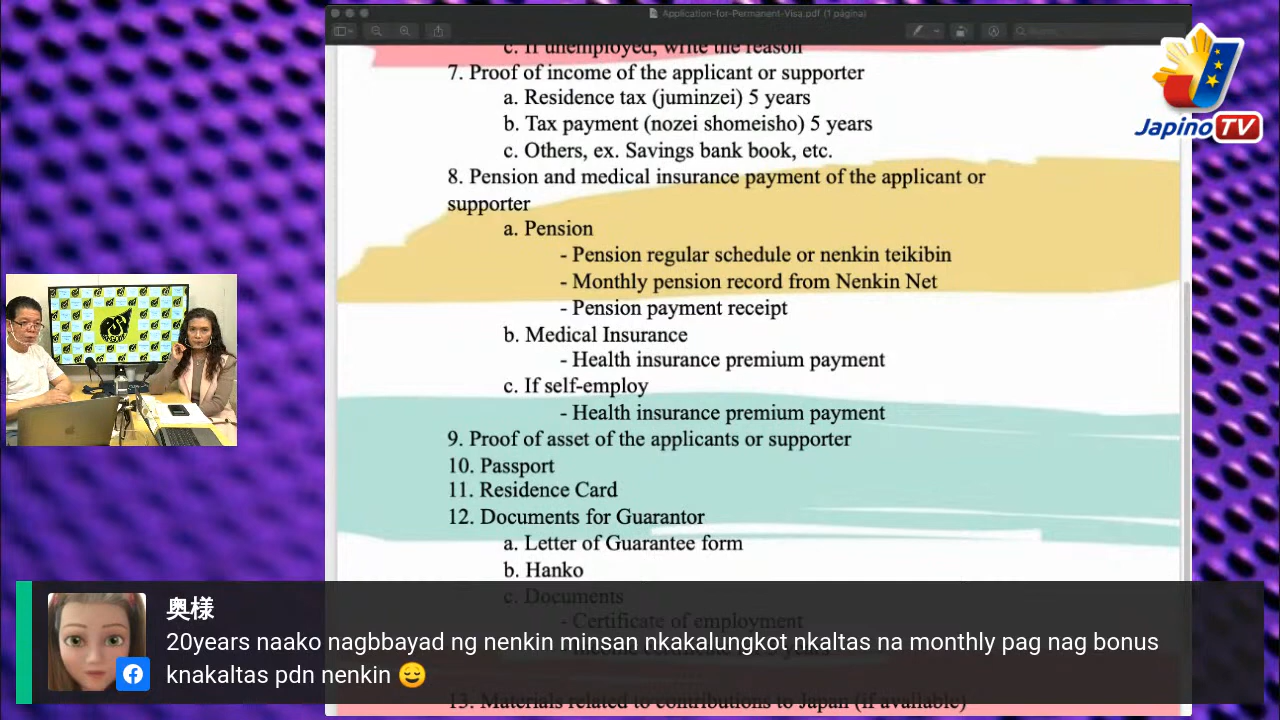 Application-for-Permanent-Visa.pdf (1 página)
c. If unemployed, write the reason
7. Proof of income of the applicant or supporter
a. Residence tax (juminzei) 5 years
b. Tax payment (nozei shomeisho) 5 years
c. Others, ex. Savings bank book, etc.
8. Pension and medical insurance payment of the applicant or
supporter
a. Pension
- Pension regular schedule or nenkin teikibin
- Monthly pension record from Nenkin Net
- Pension payment receipt
b. Medical Insurance
- Health insurance premium payment
c. If self-employ
- Health insurance premium payment
9. Proof of asset of the applicants or supporter
10. Passport
11. Residence Card
12. Documents for Guarantor
a. Letter of Guarantee form
b. Hanko
c. Documents
- Certificate of employment
13. Materials related to contributions to Japan (if available)
Japino TV
奥様
20years naako nagbbayad ng nenkin minsan nkakalungkot nkaltas na monthly pag nag bonus
knakaltas pdn nenkin 😌